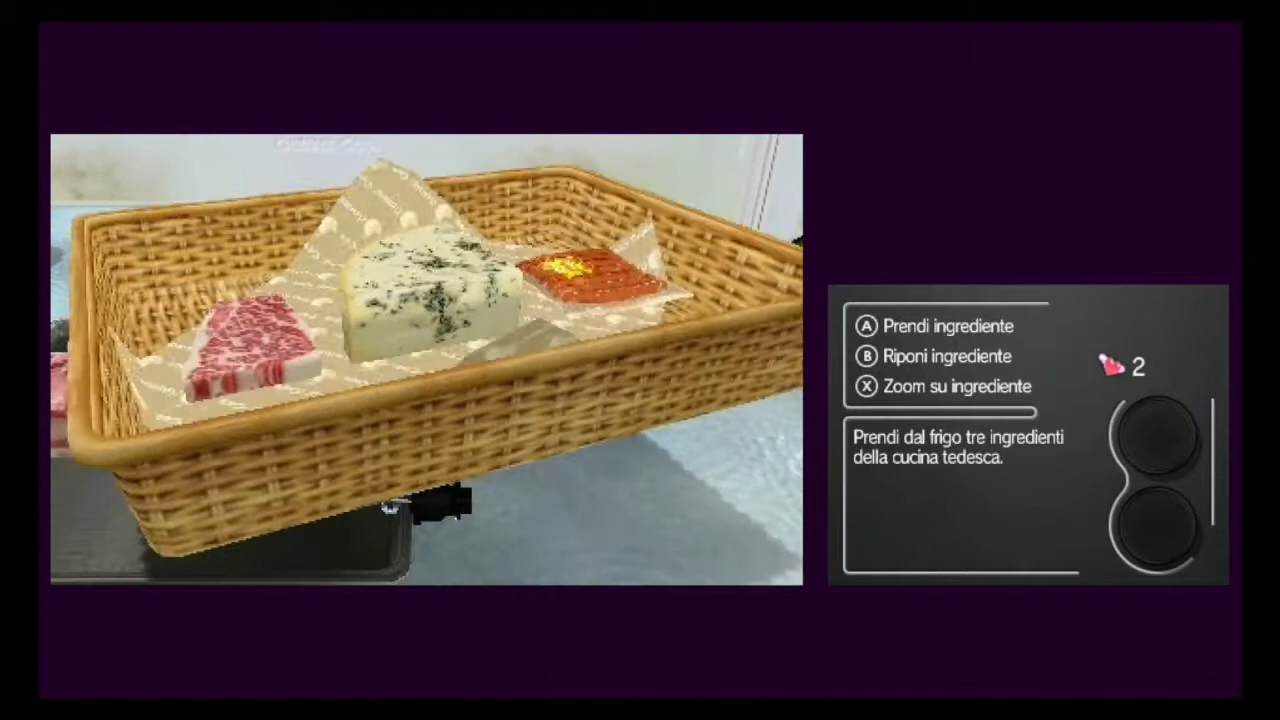 A Prendi ingrediente
B Riponi ingrediente
X Zoom su ingrediente
2
Prendi dal frigo tre ingredienti
della cucina tedesca.